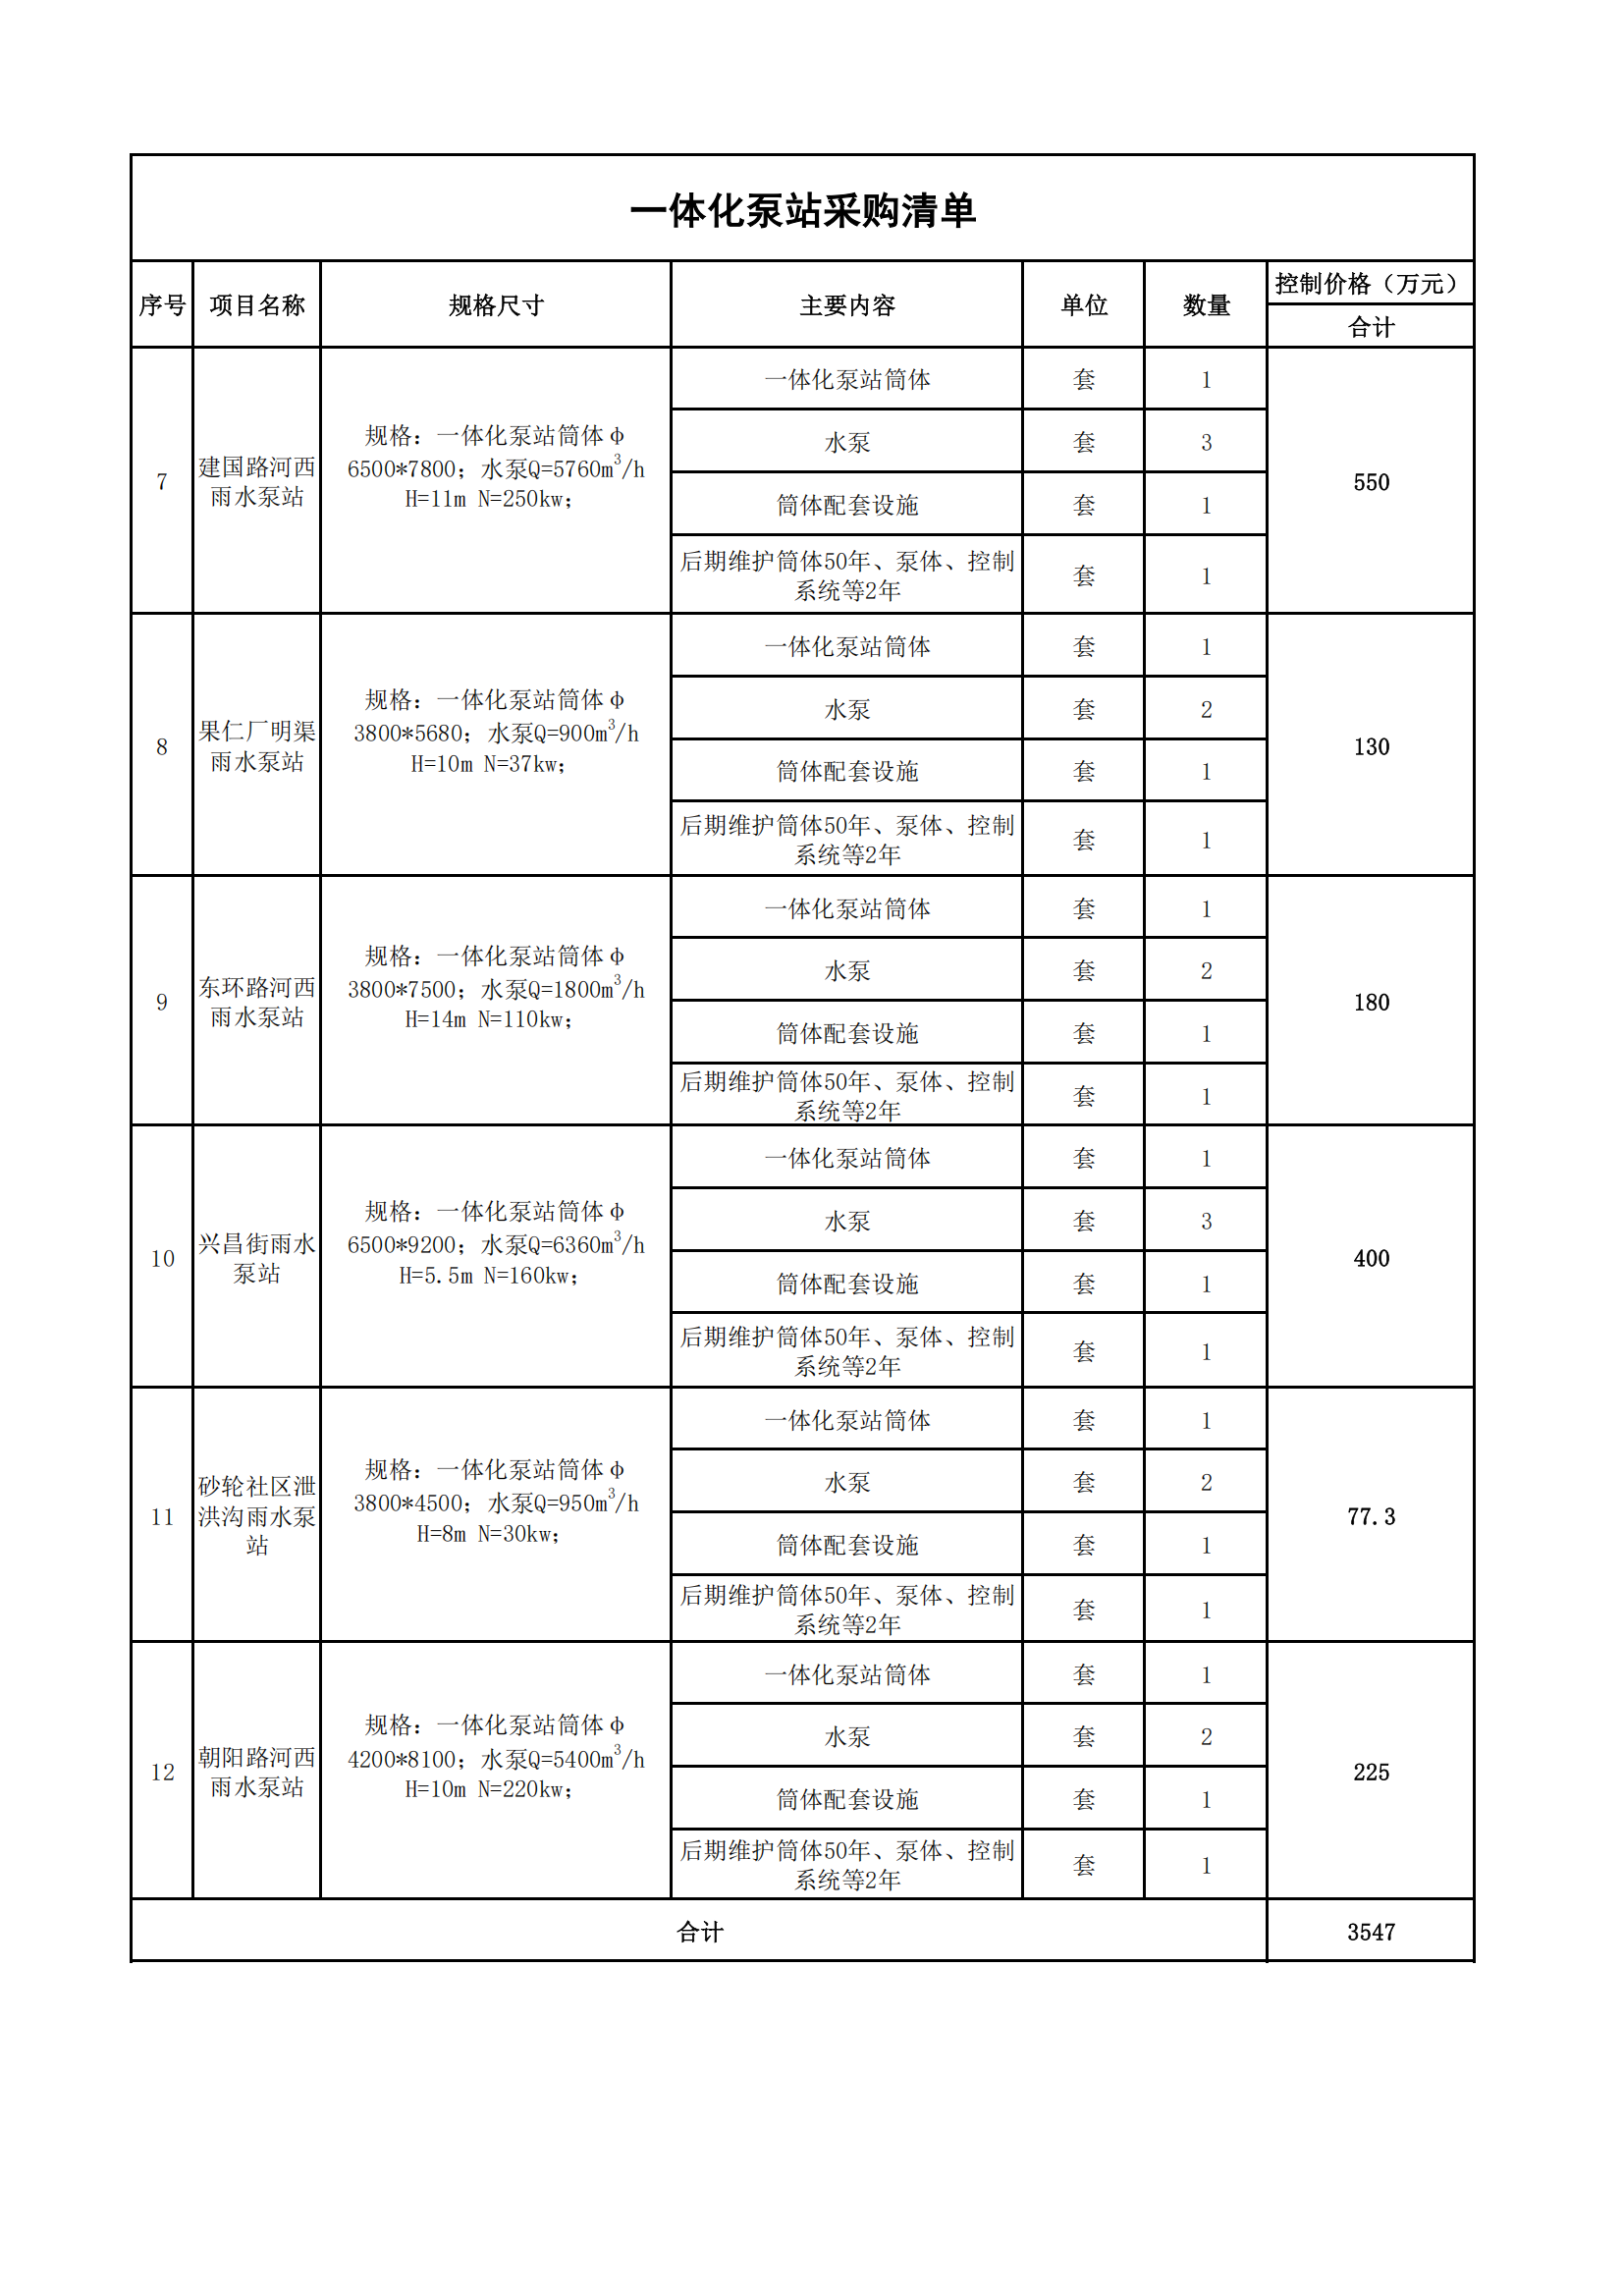 一体化泵站采购清单
序号 项目名称 规格尺寸 主要内容 单位 数量 控制价格（万元）
合计
7
建国路河西
雨水泵站
规格：一体化泵站筒体φ
6500*7800；水泵Q=5760m³/h
H=11m N=250kw；
一体化泵站筒体 套 1
水泵 套 3
筒体配套设施 套 1
后期维护筒体50年、泵体、控制
系统等2年 套 1
550
8
果仁厂明渠
雨水泵站
规格：一体化泵站筒体φ
3800*5680；水泵Q=900m³/h
H=10m N=37kw；
一体化泵站筒体 套 1
水泵 套 2
筒体配套设施 套 1
后期维护筒体50年、泵体、控制
系统等2年 套 1
130
9
东环路河西
雨水泵站
规格：一体化泵站筒体φ
3800*7500；水泵Q=1800m³/h
H=14m N=110kw；
一体化泵站筒体 套 1
水泵 套 2
筒体配套设施 套 1
后期维护筒体50年、泵体、控制
系统等2年 套 1
180
10
兴昌街雨水
泵站
规格：一体化泵站筒体φ
6500*9200；水泵Q=6360m³/h
H=5.5m N=160kw；
一体化泵站筒体 套 1
水泵 套 3
筒体配套设施 套 1
后期维护筒体50年、泵体、控制
系统等2年 套 1
400
11
砂轮社区泄
洪沟雨水泵
站
规格：一体化泵站筒体φ
3800*4500；水泵Q=950m³/h
H=8m N=30kw；
一体化泵站筒体 套 1
水泵 套 2
筒体配套设施 套 1
后期维护筒体50年、泵体、控制
系统等2年 套 1
77.3
12
朝阳路河西
雨水泵站
规格：一体化泵站筒体φ
4200*8100；水泵Q=5400m³/h
H=10m N=220kw；
一体化泵站筒体 套 1
水泵 套 2
筒体配套设施 套 1
后期维护筒体50年、泵体、控制
系统等2年 套 1
225
合计 3547